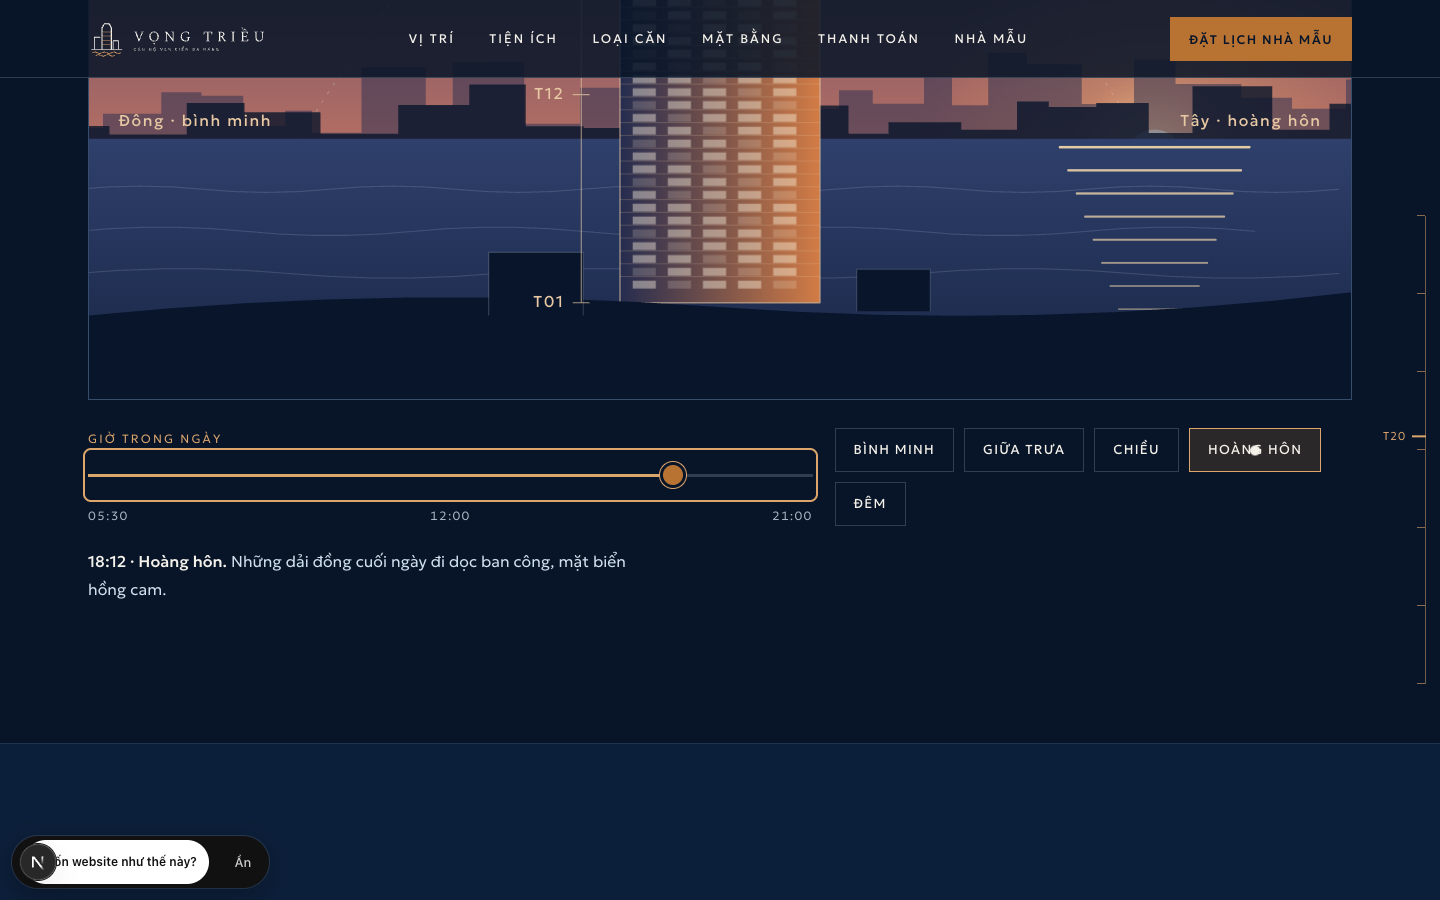 VỌNG TRIỀU
VỊ TRÍ
TIỆN ÍCH
LOẠI CĂN
MẶT BẰNG
THANH TOÁN
NHÀ MẪU
ĐẶT LỊCH NHÀ MẪU
T12
Đông · bình minh
Tây · hoàng hôn
T01
T20
GIỜ TRONG NGÀY
05:30
12:00
21:00
BÌNH MINH
GIỮA TRƯA
CHIỀU
HOÀNG HÔN
ĐÊM
18:12 · Hoàng hôn. Những dải đồng cuối ngày đi dọc ban công, mặt biển
hồng cam.
N
website như thế này?
Ẩn